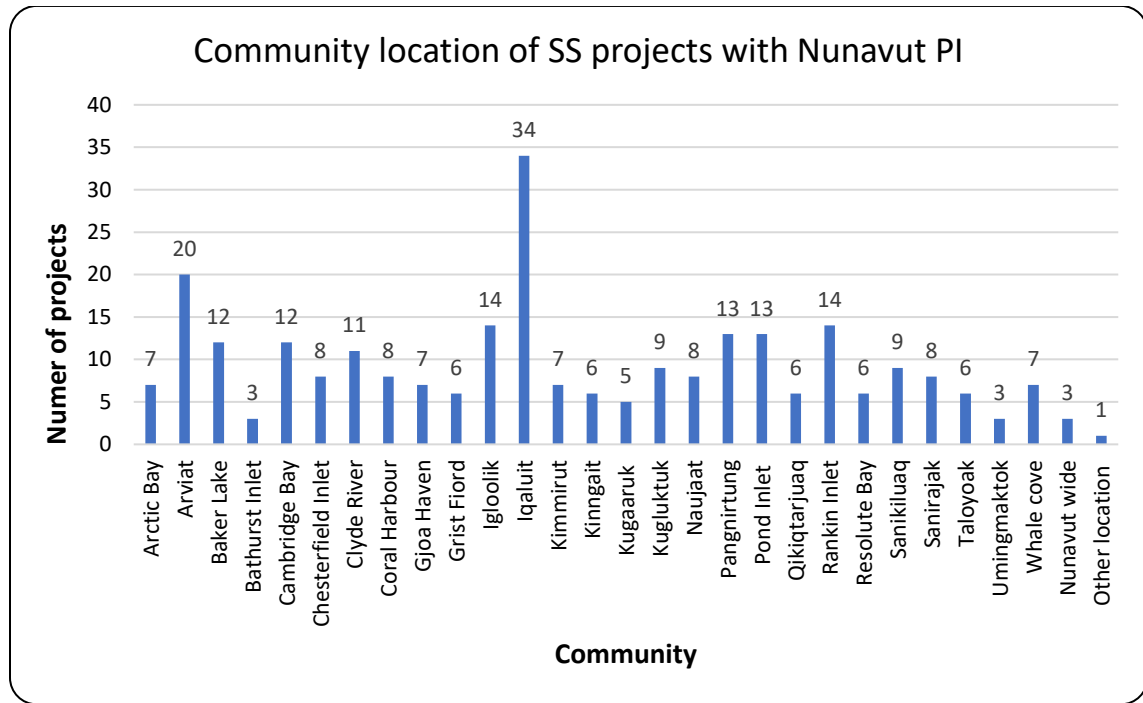 Community location of SS projects with Nunavut PI
Numer of projects
40
35
30
25
20
15
10
5
0
7
20
12
3
12
8
11
8
7
6
14
34
7
6
5
9
8
13
13
6
14
6
9
8
6
3
7
3
1
Arctic Bay
Arviat
Baker Lake
Bathurst Inlet
Cambridge Bay
Chesterfield Inlet
Clyde River
Coral Harbour
Gjoa Haven
Grist Fiord
Igloolik
Iqaluit
Kimmirut
Kinngait
Kugaaruk
Kugluktuk
Naujaat
Pangnirtung
Pond Inlet
Qikiqtarjuaq
Rankin Inlet
Resolute Bay
Sanikiluaq
Sanirajak
Taloyoak
Umingmaktok
Whale cove
Nunavut wide
Other location
Community